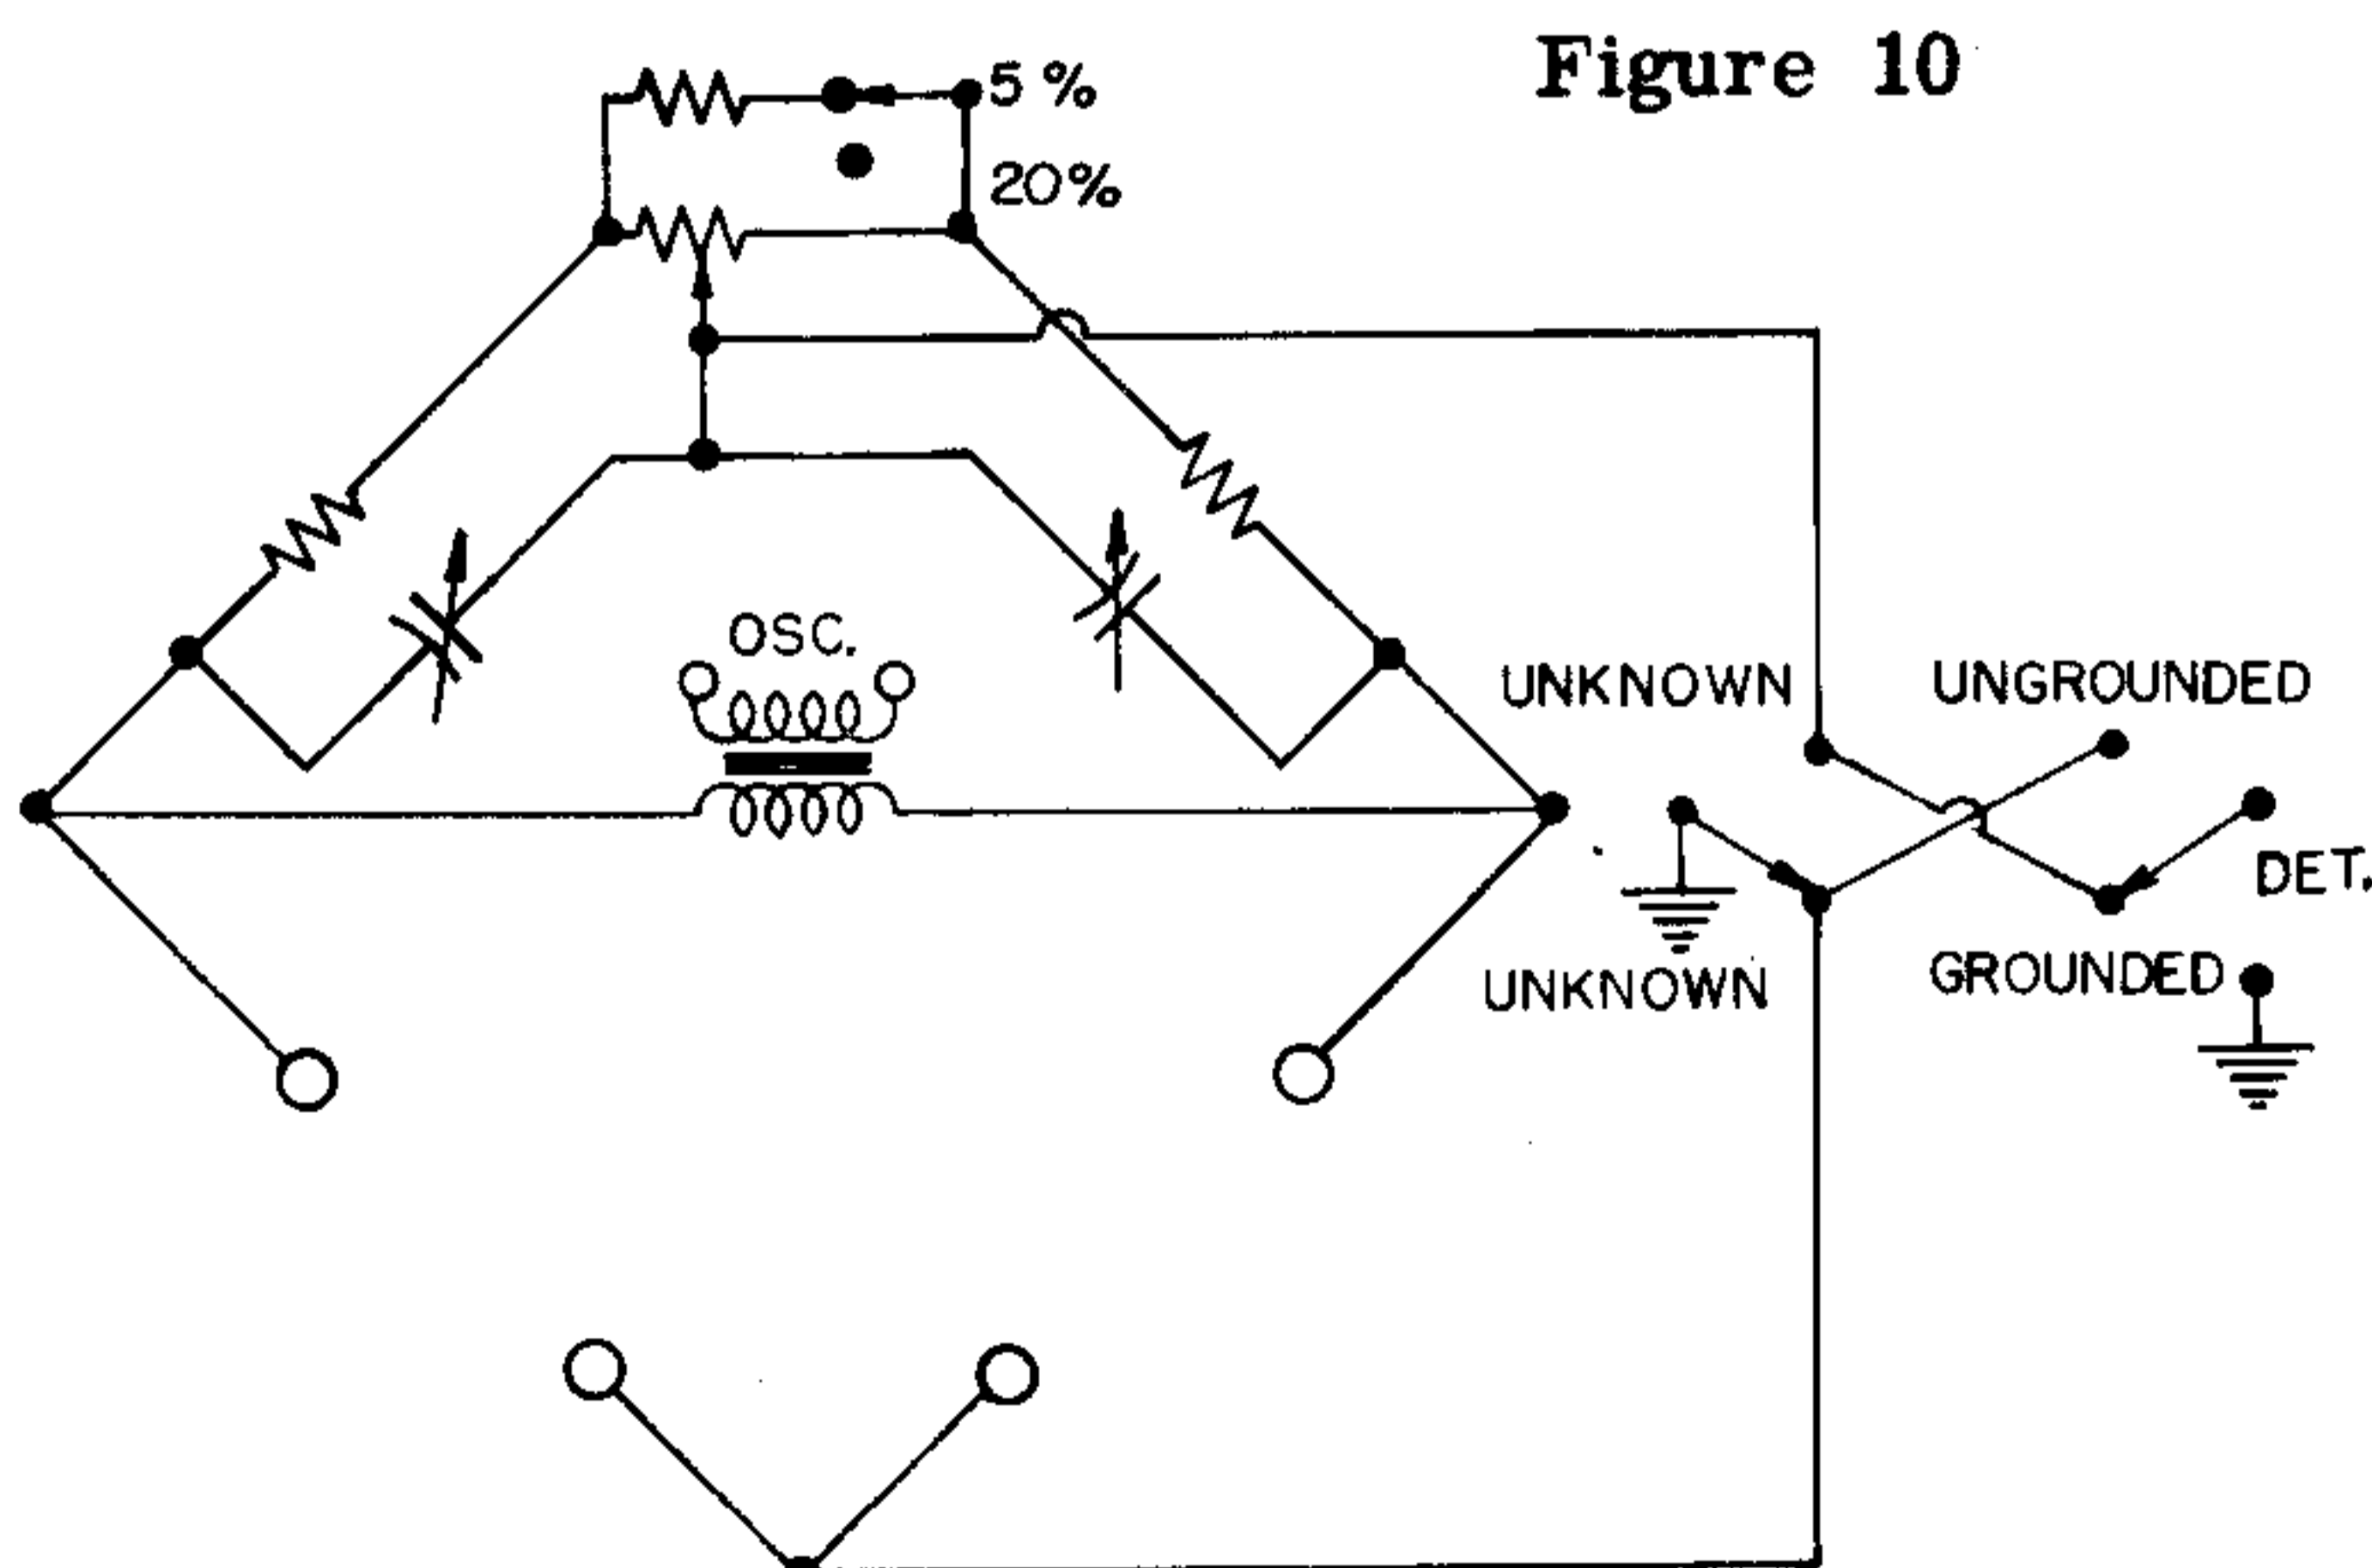 Figure 10
5 %
20%
OSC.
UNKNOWN
UNGROUNDED
DET.
UNKNOWN
GROUNDED